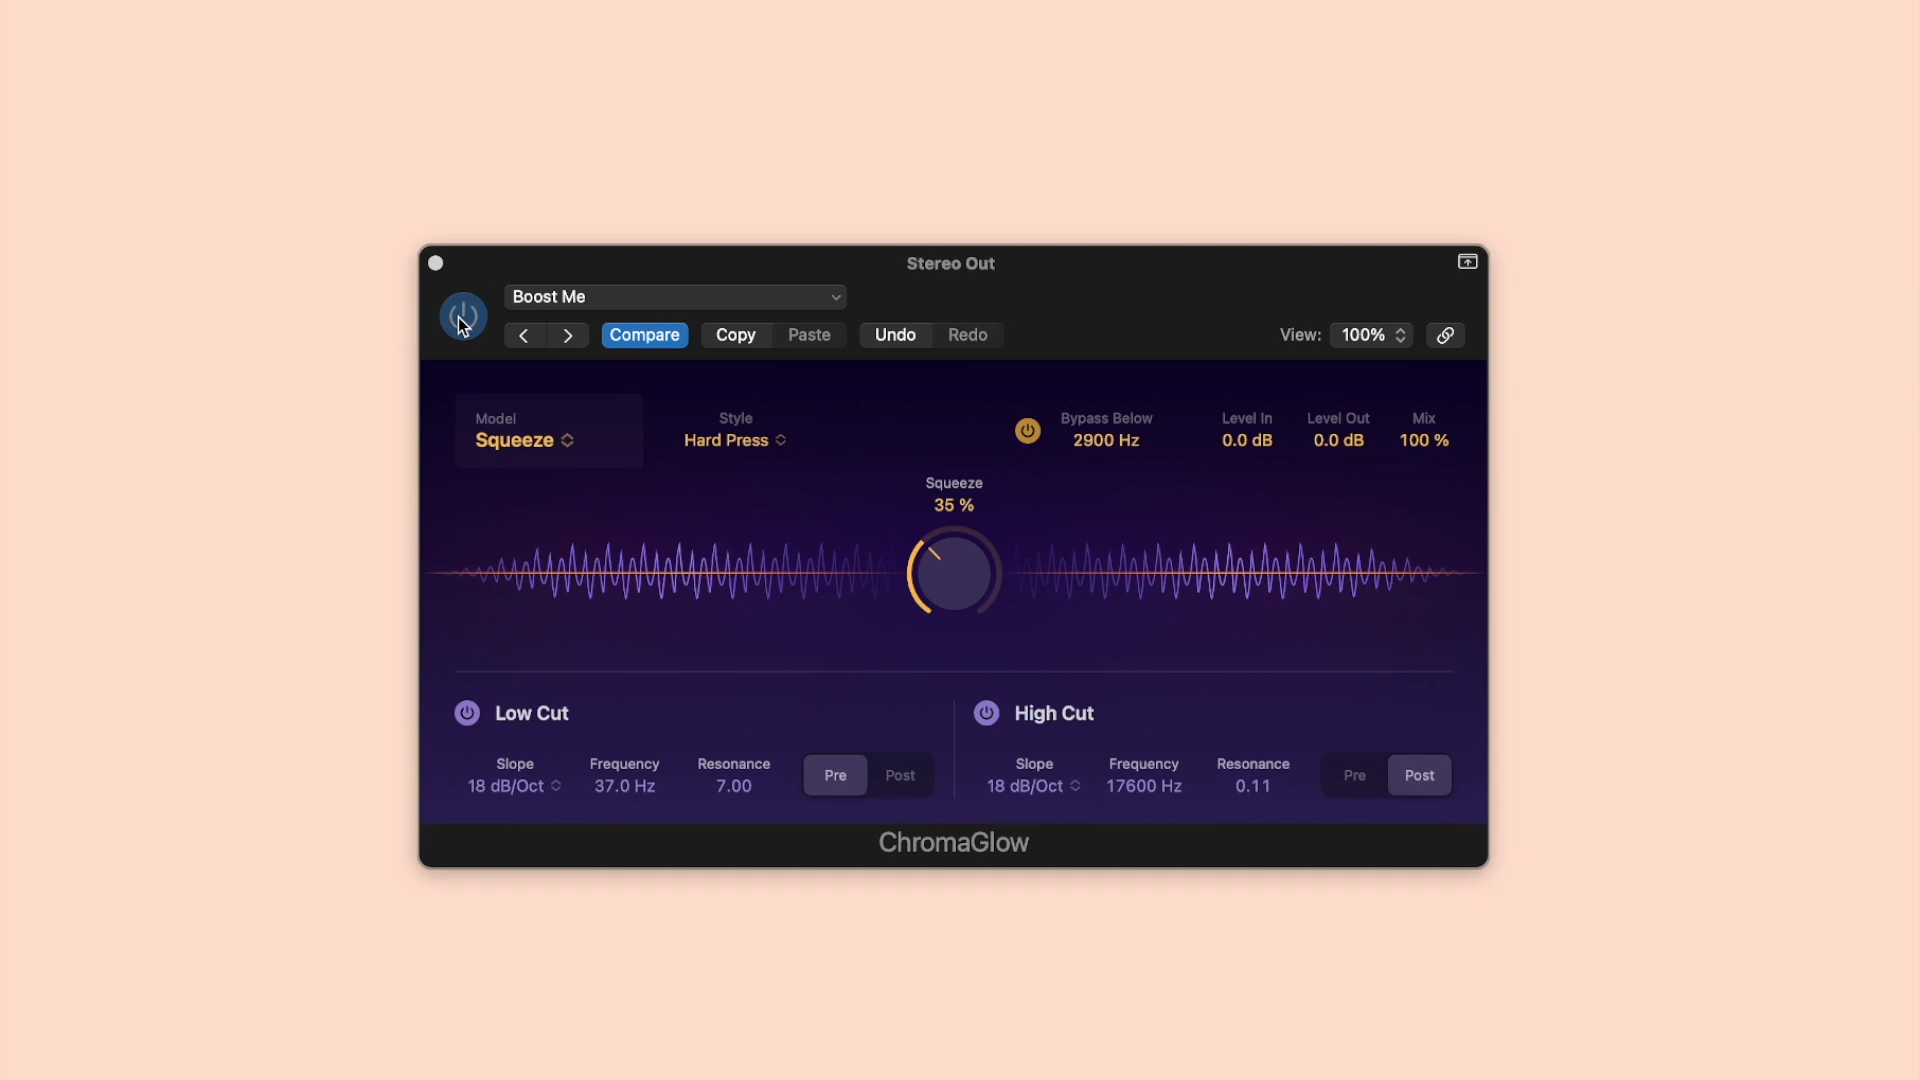 Stereo Out
Boost Me
Compare Copy Paste Undo Redo View: 100%
Model Style Bypass Below Level In Level Out Mix
Squeeze Hard Press 2900 Hz 0.0 dB 0.0 dB 100 %
Squeeze
35 %
Low Cut High Cut
Slope Frequency Resonance Pre Post Slope Frequency Resonance Pre Post
18 dB/Oct 37.0 Hz 7.00 18 dB/Oct 17600 Hz 0.11
ChromaGlow